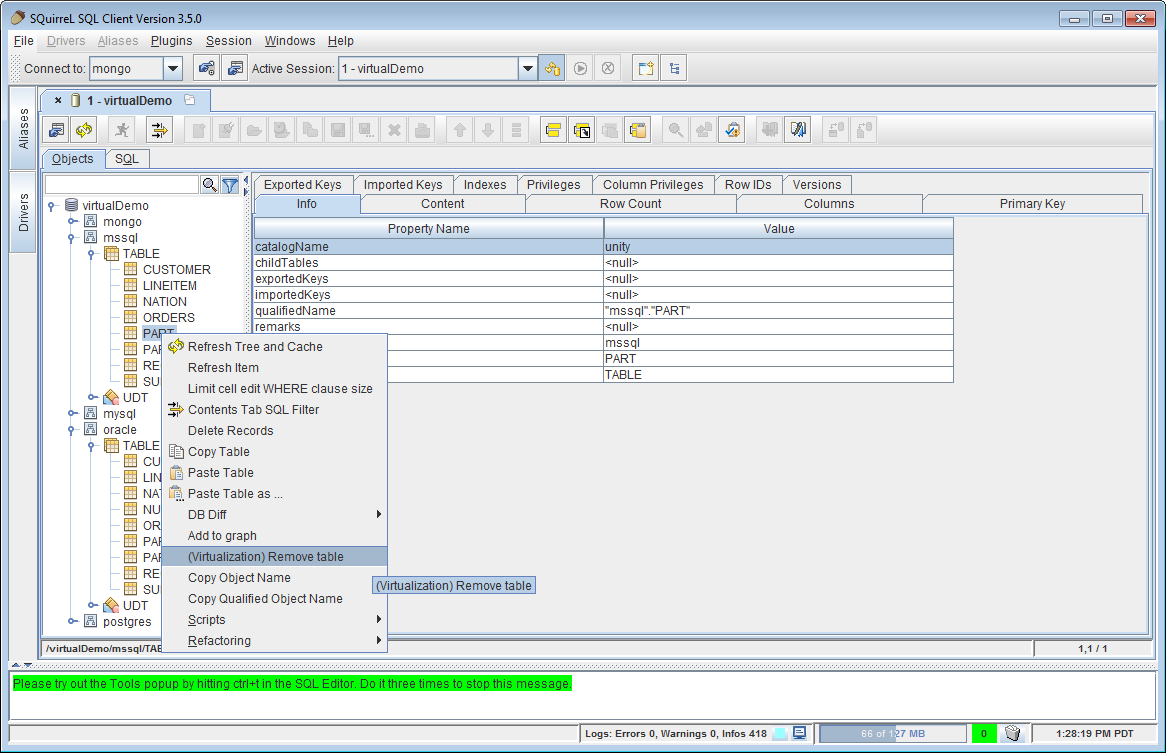 SQuirreL SQL Client Version 3.5.0
File Drivers Aliases Plugins Session Windows Help
Connect to: mongo Active Session: 1 - virtualDemo
1 - virtualDemo
Aliases
Drivers
Objects SQL
virtualDemo
mongo
mssql
TABLE
CUSTOMER
LINEITEM
NATION
ORDERS
PART
PAR
RE
SU
UDT
mysql
oracle
TABLE
CU
LIN
NAT
NU
OR
PAR
PAR
RE
SU
UDT
postgres
Exported Keys Imported Keys Indexes Privileges Column Privileges Row IDs Versions
Info Content Row Count Columns Primary Key
Property Name Value
catalogName unity
childTables <null>
exportedKeys <null>
importedKeys <null>
qualifiedName "mssql"."PART"
remarks <null>
mssql
PART
TABLE
Refresh Tree and Cache
Refresh Item
Limit cell edit WHERE clause size
Contents Tab SQL Filter
Delete Records
Copy Table
Paste Table
Paste Table as ...
DB Diff
Add to graph
(Virtualization) Remove table
Copy Object Name
Copy Qualified Object Name
Scripts
Refactoring
(Virtualization) Remove table
/virtualDemo/mssql/TAB 1,1 / 1
Please try out the Tools popup by hitting ctrl+t in the SQL Editor. Do it three times to stop this message.
Logs: Errors 0, Warnings 0, Infos 418 66 of 127 MB 0 1:28:19 PM PDT